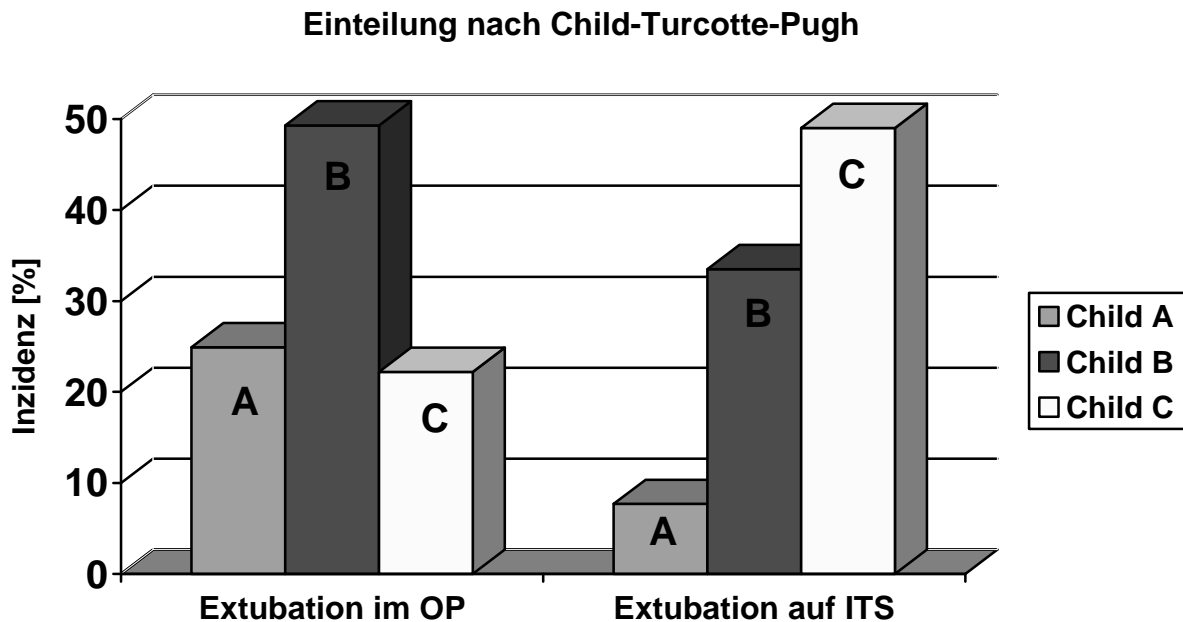 Einteilung nach Child-Turcotte-Pugh
Inzidenz [%]
50
40
30
20
10
0
A
B
C
A
B
C
Extubation im OP
Extubation auf ITS
Child A
Child B
Child C